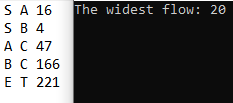 S A 16
S B 4
A C 47
B C 166
E T 221
The widest flow: 20